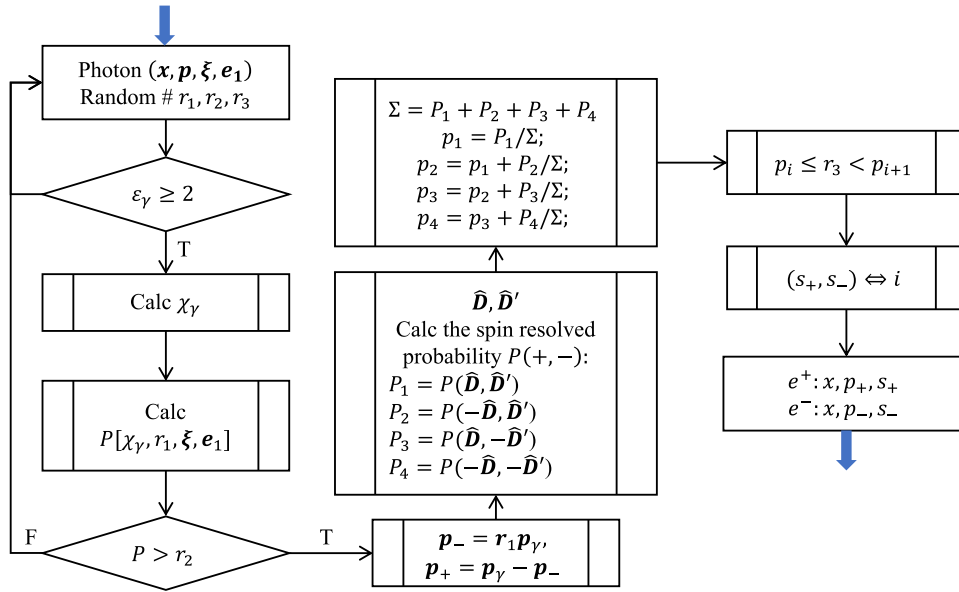 Photon (𝒙, 𝒑, 𝝃, 𝒆₁)
Random # r₁, r₂, r₃
ε_γ ≥ 2
T
Calc χ_γ
Calc
P[χ_γ, r₁, 𝝃, 𝒆₁]
F
P > r₂
T
𝒑₋ = 𝒓₁𝒑_γ,
𝒑₊ = 𝒑_γ − 𝒑₋
𝑫̂, 𝑫̂′
Calc the spin resolved
probability P(+, −):
P₁ = P(𝑫̂, 𝑫̂′)
P₂ = P(−𝑫̂, 𝑫̂′)
P₃ = P(𝑫̂, −𝑫̂′)
P₄ = P(−𝑫̂, −𝑫̂′)
Σ = P₁ + P₂ + P₃ + P₄
p₁ = P₁/Σ;
p₂ = p₁ + P₂/Σ;
p₃ = p₂ + P₃/Σ;
p₄ = p₃ + P₄/Σ;
pᵢ ≤ r₃ < pᵢ₊₁
(s₊, s₋) ⇔ i
e⁺: x, p₊, s₊
e⁻: x, p₋, s₋